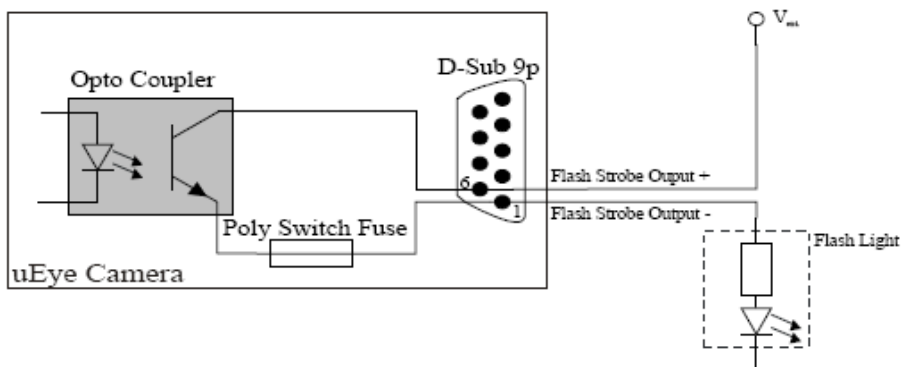 V ext.
Opto Coupler
D-Sub 9p
6
Flash Strobe Ouput +
1
Flash Strobe Output -
Poly Switch Fuse
Flash Light
uEye Camera